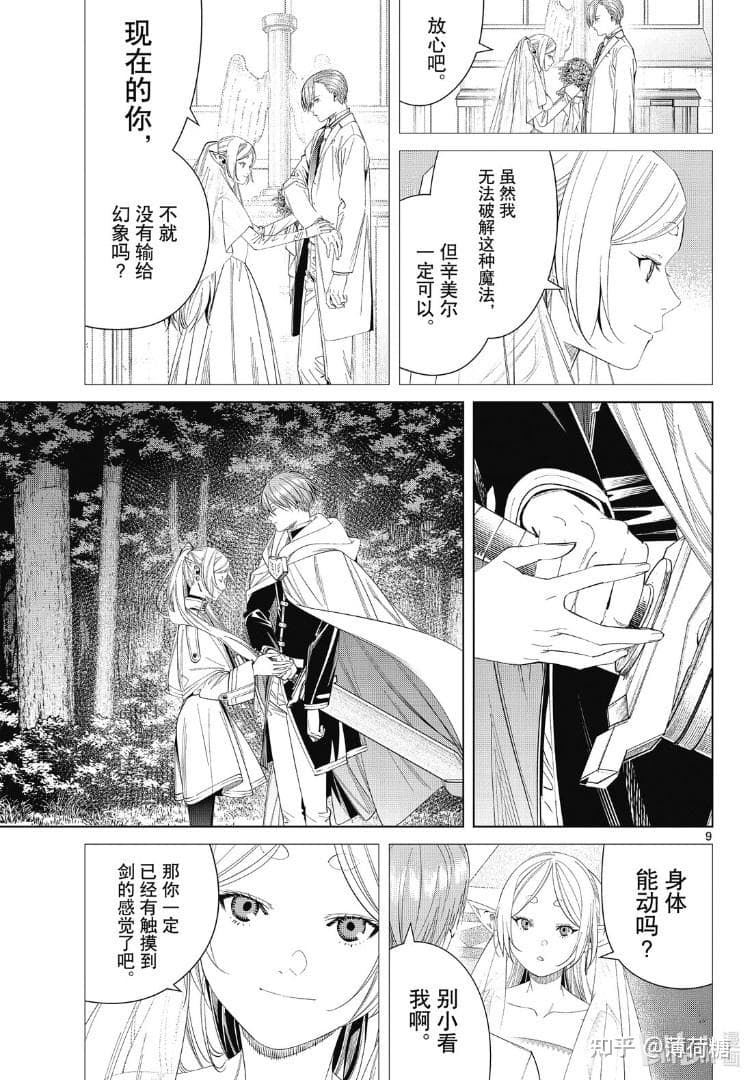 放心吧。
虽然我
无法破解这种魔法，
但辛美尔
一定可以。
现在的你，
不就
没有输给
幻象吗？
9
身体
能动吗？
别小看
我啊。
那你一定
已经有触摸到
剑的感觉了吧。
知乎 @薄荷糖